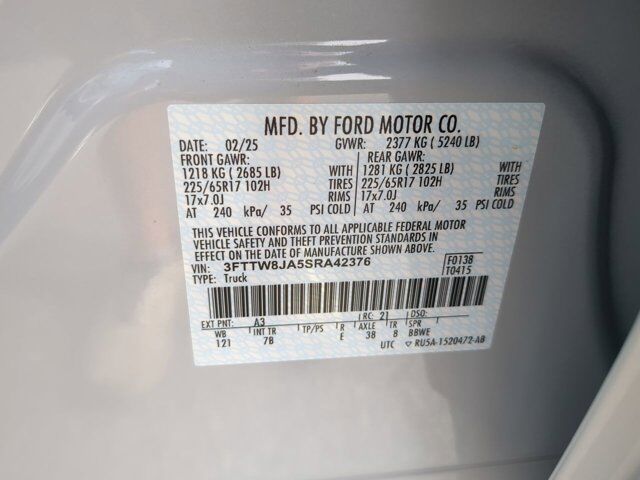 MFD. BY FORD MOTOR CO.
DATE: 02/25 GVWR: 2377 KG ( 5240 LB)
FRONT GAWR: REAR GAWR:
1218 KG ( 2685 LB) WITH 1281 KG ( 2825 LB) WITH
225/65R17 102H TIRES 225/65R17 102H TIRES
17x7.0J RIMS 17x7.0J RIMS
AT 240 kPa/ 35 PSI COLD AT 240 kPa/ 35 PSI COLD
THIS VEHICLE CONFORMS TO ALL APPLICABLE FEDERAL MOTOR
VEHICLE SAFETY AND THEFT PREVENTION STANDARDS IN
EFFECT ON THE DATE OF MANUFACTURE SHOWN ABOVE.
VIN: 3FTTW8JA5SRA42376 F0138
TYPE: Truck T0415
EXT PNT: A3 RC: 21 DSO:
WB INT TR TP/PS R AXLE TR SPR
121 7B E 38 8 BBWE
UTC ▽ RU5A-1520472-AB